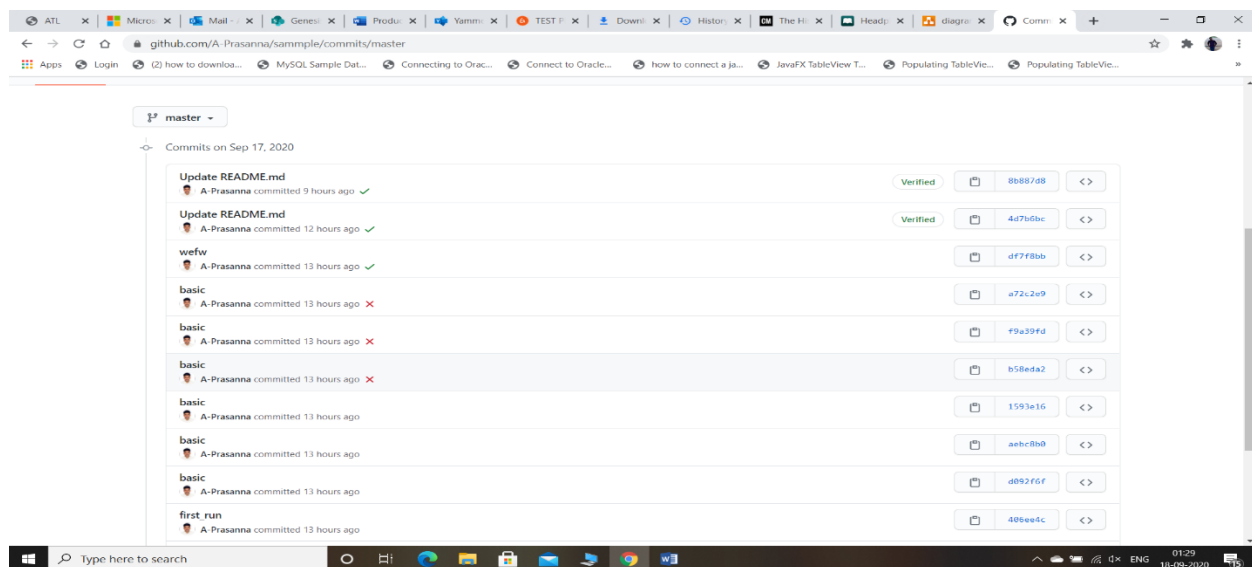 ATL Micros Mail - Genesi Produc Yamm TEST P Downlo History The Hi Headp diagra Comm
github.com/A-Prasanna/sammple/commits/master
Apps Login (2) how to downloa... MySQL Sample Dat... Connecting to Orac... Connect to Oracle... how to connect a ja... JavaFX TableView T... Populating TableVie... Populating TableVie... »
master
Commits on Sep 17, 2020
Update README.md
A-Prasanna committed 9 hours ago
Verified 8b887d8 <>
Update README.md
A-Prasanna committed 12 hours ago
Verified 4d7b6bc <>
wefw
A-Prasanna committed 13 hours ago
df7f8bb <>
basic
A-Prasanna committed 13 hours ago
a72c2e9 <>
basic
A-Prasanna committed 13 hours ago
f9a39fd <>
basic
A-Prasanna committed 13 hours ago
b58eda2 <>
basic
A-Prasanna committed 13 hours ago
1593e16 <>
basic
A-Prasanna committed 13 hours ago
aebc8b0 <>
basic
A-Prasanna committed 13 hours ago
d092f6f <>
first_run
A-Prasanna committed 13 hours ago
406ee4c <>
Type here to search
ENG
01:29
18-09-2020